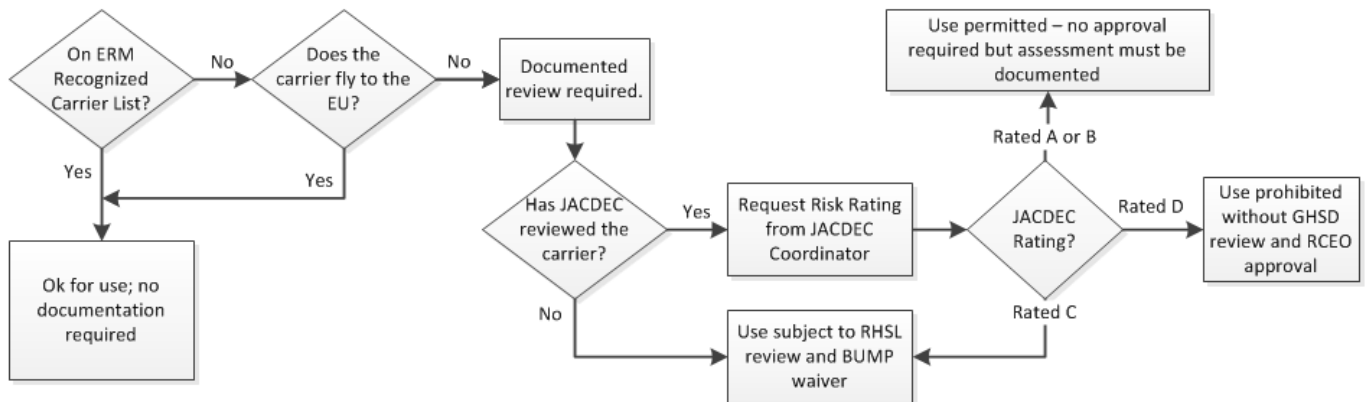 On ERM
Recognized
Carrier List?
No
Does the
carrier fly to the
EU?
No
Documented
review required.
Yes
Yes
Ok for use; no
documentation
required
Has JACDEC
reviewed the
carrier?
Yes
Request Risk Rating
from JACDEC
Coordinator
JACDEC
Rating?
Rated A or B
Use permitted – no approval
required but assessment must be
documented
Rated D
Use prohibited
without GHSD
review and RCEO
approval
Rated C
No
Use subject to RHSL
review and BUMP
waiver